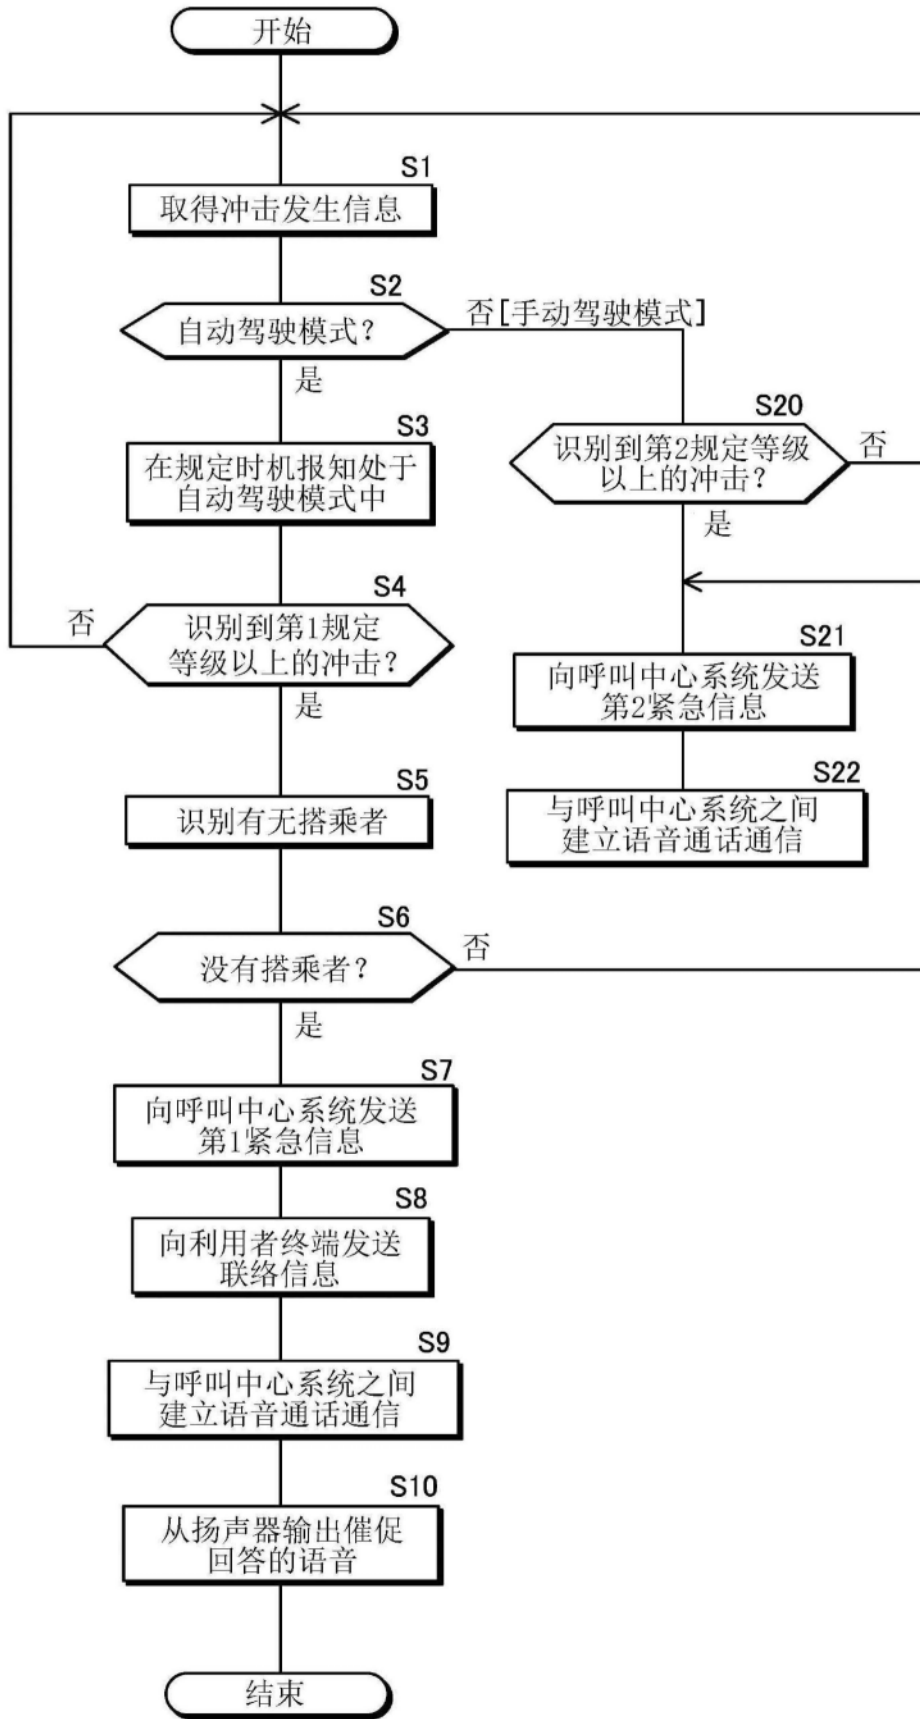 开始
S1
取得冲击发生信息
S2
自动驾驶模式?
否[手动驾驶模式]
是
S3
在规定时机报知处于
自动驾驶模式中
S20
识别到第2规定等级
以上的冲击?
否
是
S4
识别到第1规定
等级以上的冲击?
否
是
S21
向呼叫中心系统发送
第2紧急信息
S5
识别有无搭乘者
S22
与呼叫中心系统之间
建立语音通话通信
S6
没有搭乘者?
否
是
S7
向呼叫中心系统发送
第1紧急信息
S8
向利用者终端发送
联络信息
S9
与呼叫中心系统之间
建立语音通话通信
S10
从扬声器输出催促
回答的语音
结束